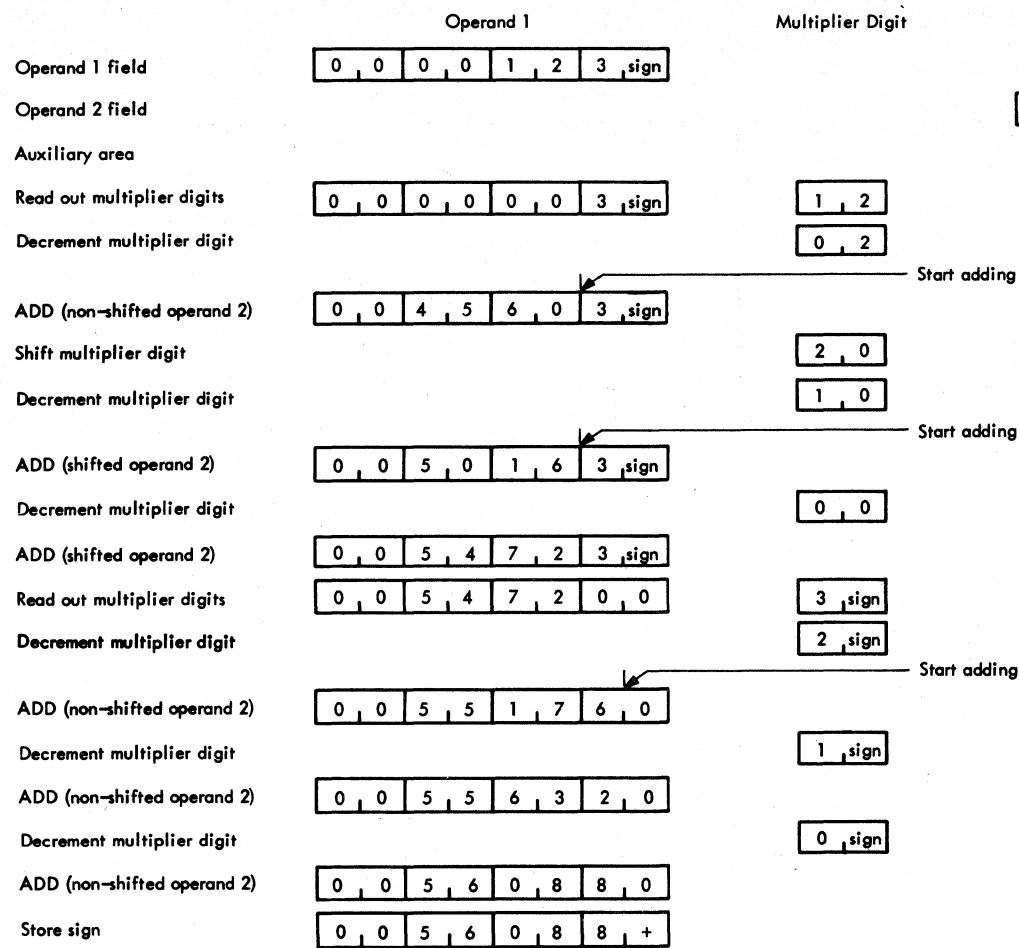 Operand 1 Multiplier Digit
Operand 1 field 0 0 0 0 1 2 3 sign
Operand 2 field
Auxiliary area
Read out multiplier digits 0 0 0 0 0 0 3 sign 1 2
Decrement multiplier digit 0 2
Start adding
ADD (non-shifted operand 2) 0 0 4 5 6 0 3 sign
Shift multiplier digit 2 0
Decrement multiplier digit 1 0
Start adding
ADD (shifted operand 2) 0 0 5 0 1 6 3 sign
Decrement multiplier digit 0 0
ADD (shifted operand 2) 0 0 5 4 7 2 3 sign
Read out multiplier digits 0 0 5 4 7 2 0 0 3 sign
Decrement multiplier digit 2 sign
Start adding
ADD (non-shifted operand 2) 0 0 5 5 1 7 6 0
Decrement multiplier digit 1 sign
ADD (non-shifted operand 2) 0 0 5 5 6 3 2 0
Decrement multiplier digit 0 sign
ADD (non-shifted operand 2) 0 0 5 6 0 8 8 0
Store sign 0 0 5 6 0 8 8 +